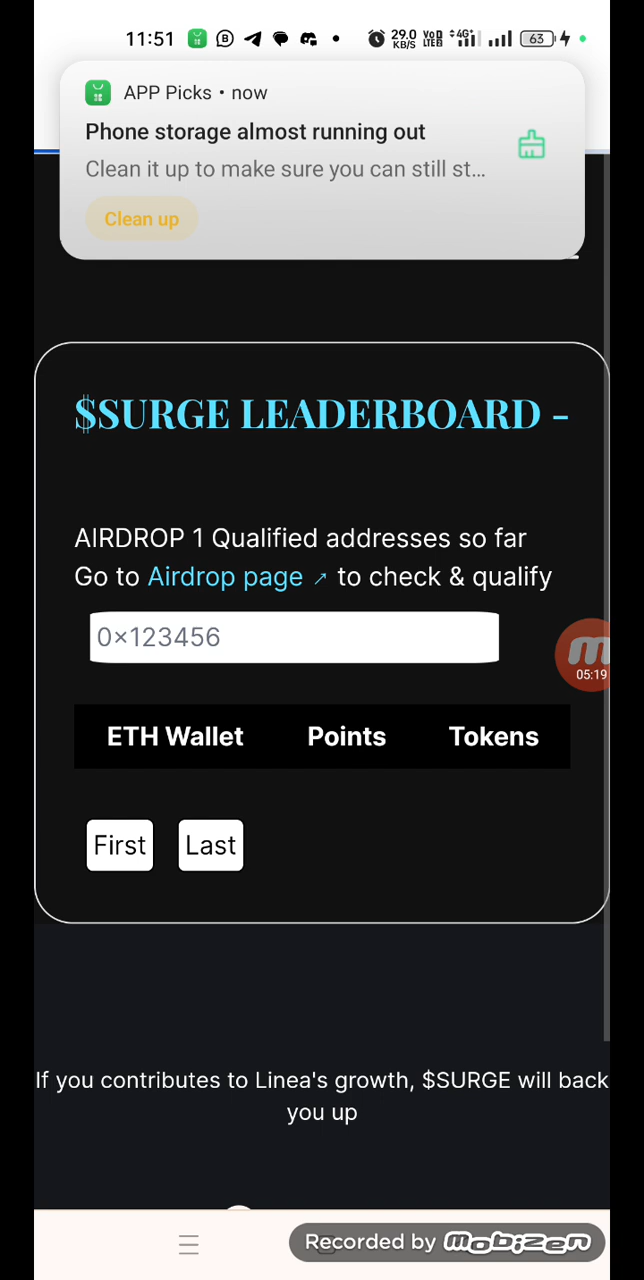 11:51
29.0 KB/S
VoD LTE
4G+
63
APP Picks • now
Phone storage almost running out
Clean it up to make sure you can still st...
Clean up
$SURGE LEADERBOARD -
AIRDROP 1 Qualified addresses so far
Go to Airdrop page ↗ to check & qualify
0×123456
05:19
ETH Wallet Points Tokens
First Last
If you contributes to Linea's growth, $SURGE will back
you up
Recorded by mobizen